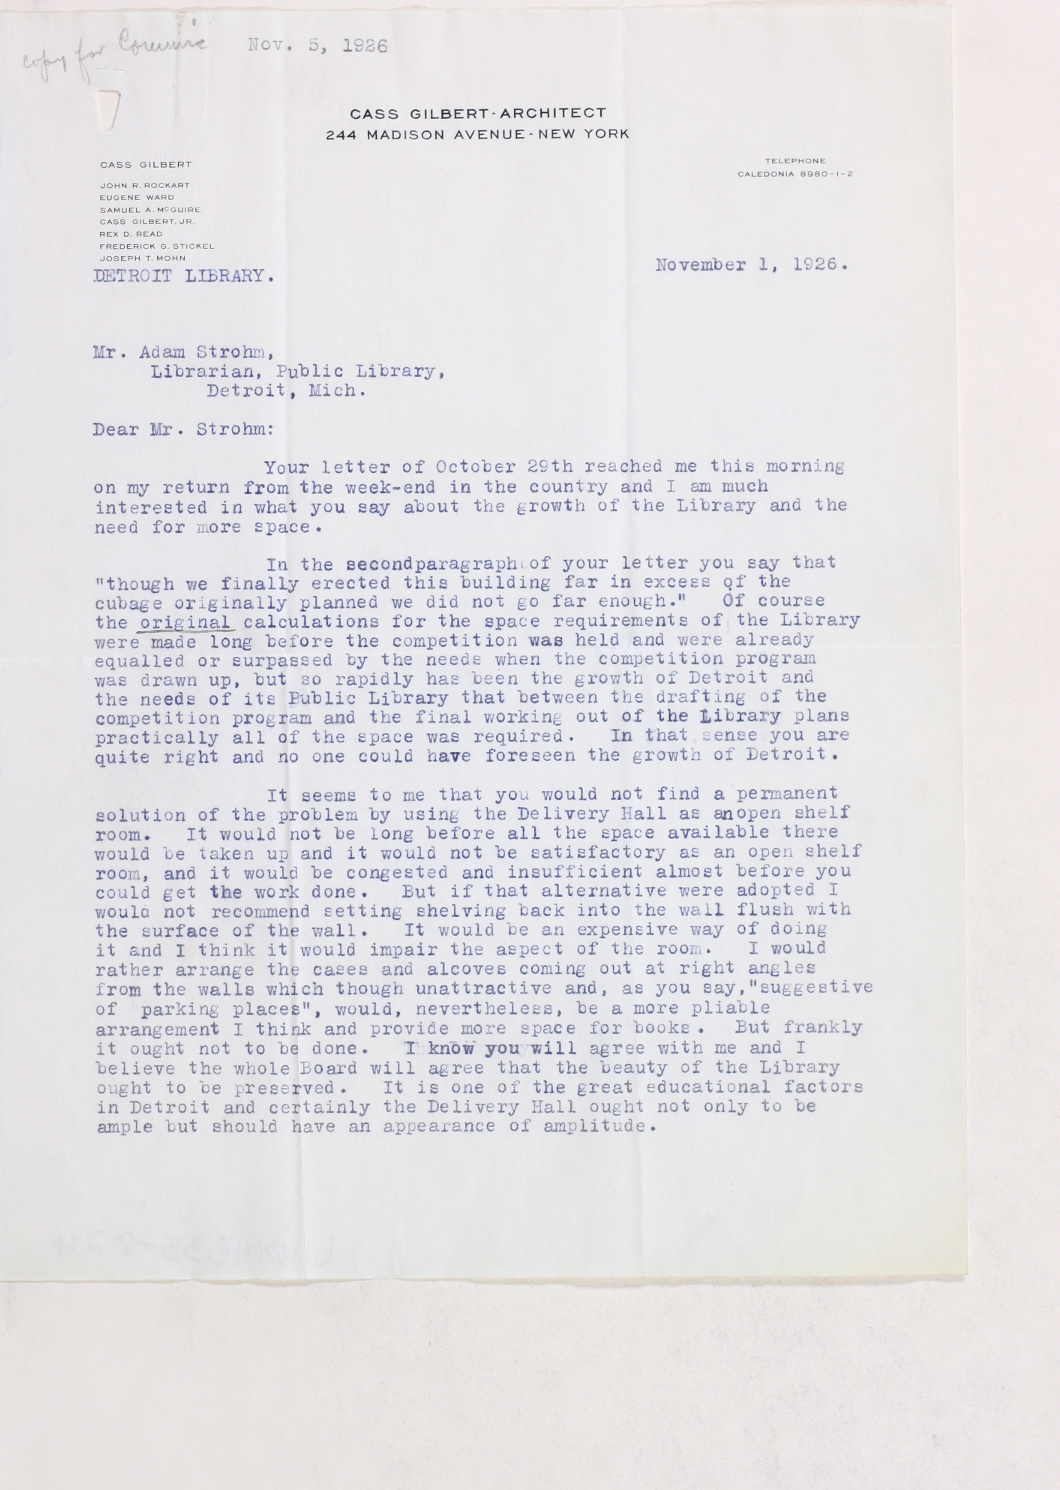 copy for
Nov. 5, 1926
CASS GILBERT-ARCHITECT
244 MADISON AVENUE-NEW YORK
CASS GILBERT
JOHN R. ROCKART
EUGENE WARD
SAMUEL A. McGUIRE
CASS GILBERT, JR.
REX D. READ
FREDERICK G. STICKEL
JOSEPH T. MOHN
TELEPHONE
CALEDONIA 8980-1-2
DETROIT LIBRARY.
November 1, 1926.
Mr. Adam Strohm,
Librarian, Public Library,
Detroit, Mich.
Dear Mr. Strohm:
Your letter of October 29th reached me this morning
on my return from the week-end in the country and I am much
interested in what you say about the growth of the Library and the
need for more space.
In the secondparagraph of your letter you say that
"though we finally erected this building far in excess of the
cubage originally planned we did not go far enough." Of course
the original calculations for the space requirements of the Library
were made long before the competition was held and were already
equalled or surpassed by the needs when the competition program
was drawn up, but so rapidly has been the growth of Detroit and
the needs of its Public Library that between the drafting of the
competition program and the final working out of the Library plans
practically all of the space was required. In that sense you are
quite right and no one could have foreseen the growth of Detroit.
It seems to me that you would not find a permanent
solution of the problem by using the Delivery Hall as anopen shelf
room. It would not be long before all the space available there
would be taken up and it would not be satisfactory as an open shelf
room, and it would be congested and insufficient almost before you
could get the work done. But if that alternative were adopted I
would not recommend setting shelving back into the wall flush with
the surface of the wall. It would be an expensive way of doing
it and I think it would impair the aspect of the room. I would
rather arrange the cases and alcoves coming out at right angles
from the walls which though unattractive and, as you say,"suggestive
of parking places", would, nevertheless, be a more pliable
arrangement I think and provide more space for books. But frankly
it ought not to be done. I know you will agree with me and I
believe the whole Board will agree that the beauty of the Library
ought to be preserved. It is one of the great educational factors
in Detroit and certainly the Delivery Hall ought not only to be
ample but should have an appearance of amplitude.